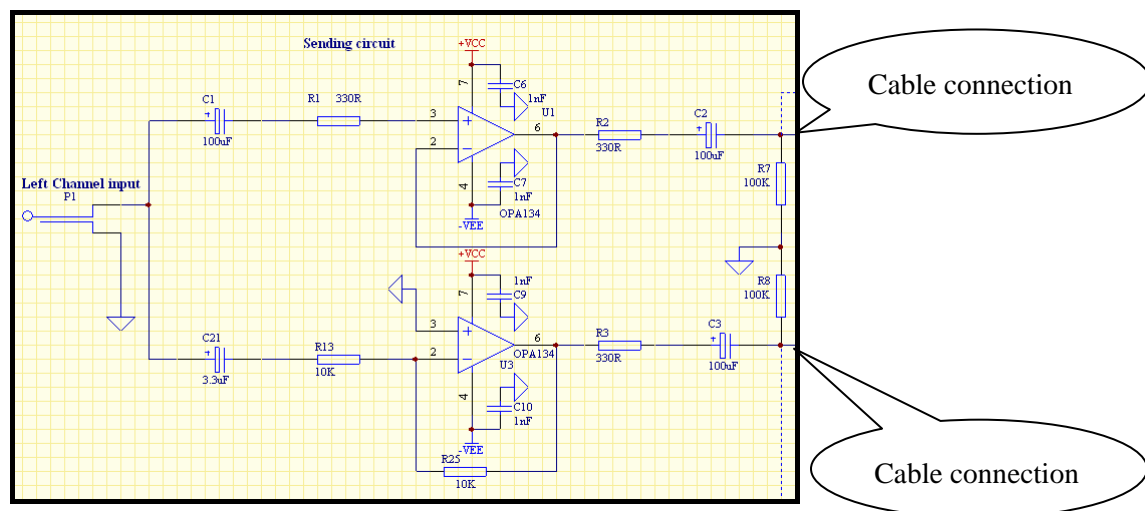 Sending circuit
+VCC
Cable connection
7
C6
1nF
U1
C1
100uF
R1 330R
3
2
6
R2
330R
C2
100uF
C7
1nF
4
OPA134
-VEE
R7
100K
Left Channel input
P1
+VCC
1nF
C9
7
R8
100K
3
2
6
OPA134
U3
C21
3.3uF
R13
10K
R3
330R
C3
100uF
4
C10
1nF
-VEE
R25
10K
Cable connection